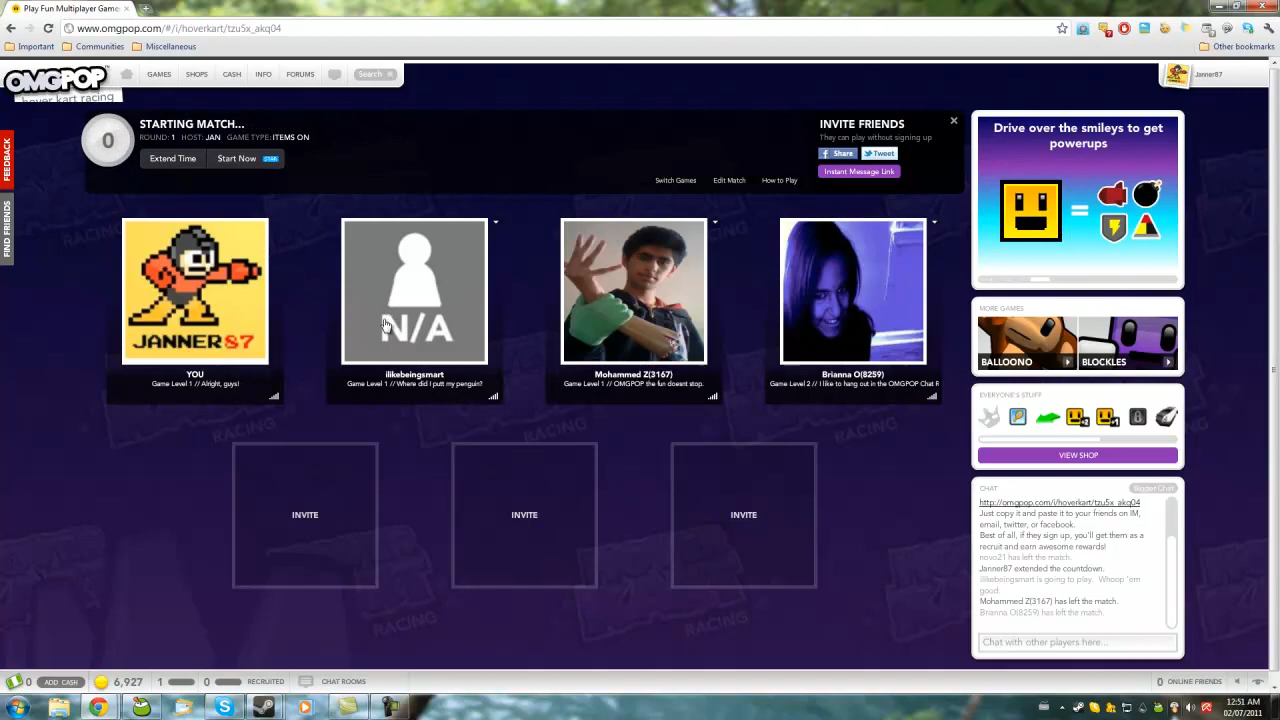 Play Fun Multiplayer Game
www.omgpop.com/#/i/hoverkart/tzu5x_akq04
Important
Communities
Miscellaneous
Other bookmarks
OMGPOP
GAMES
SHOPS
CASH
INFO
FORUMS
Search
Janner87
hover kart racing
FEEDBACK
FIND FRIENDS
0
STARTING MATCH...
ROUND: 1 HOST: JAN GAME TYPE: ITEMS ON
Extend Time
Start Now
INVITE FRIENDS
They can play without signing up
Share
Tweet
Instant Message Link
Switch Games
Edit Match
How to Play
Drive over the smileys to get
powerups
=
JANNER87
N/A
YOU
Game Level 1 // Alright, guys!
ilikebeingsmart
Game Level 1 // Where did I putt my penguin?
Mohammed Z(3167)
Game Level 1 // OMGPOP the fun doesnt stop.
Brianna O(8259)
Game Level 2 // I like to hang out in the OMGPOP Chat R
MORE GAMES
BALLOONO
BLOCKLES
EVERYONE'S STUFF
+2
+1
VIEW SHOP
RACING
INVITE
INVITE
INVITE
CHAT
http://omgpop.com/i/hoverkart/tzu5x_akq04
Just copy it and paste it to your friends on IM,
email, twitter, or facebook.
Best of all, if they sign up, you'll get them as a
recruit and earn awesome rewards!
novo21 has left the match.
Janner87 extended the countdown.
ilikebeingsmart is going to play. Whoop 'em
good.
Mohammed Z(3167) has left the match.
Brianna O(8259) has left the match.
Chat with other players here...
0
ADD CASH
6,927
1
0
RECRUITED
CHAT ROOMS
0 ONLINE FRIENDS
12:51 AM
02/07/2011